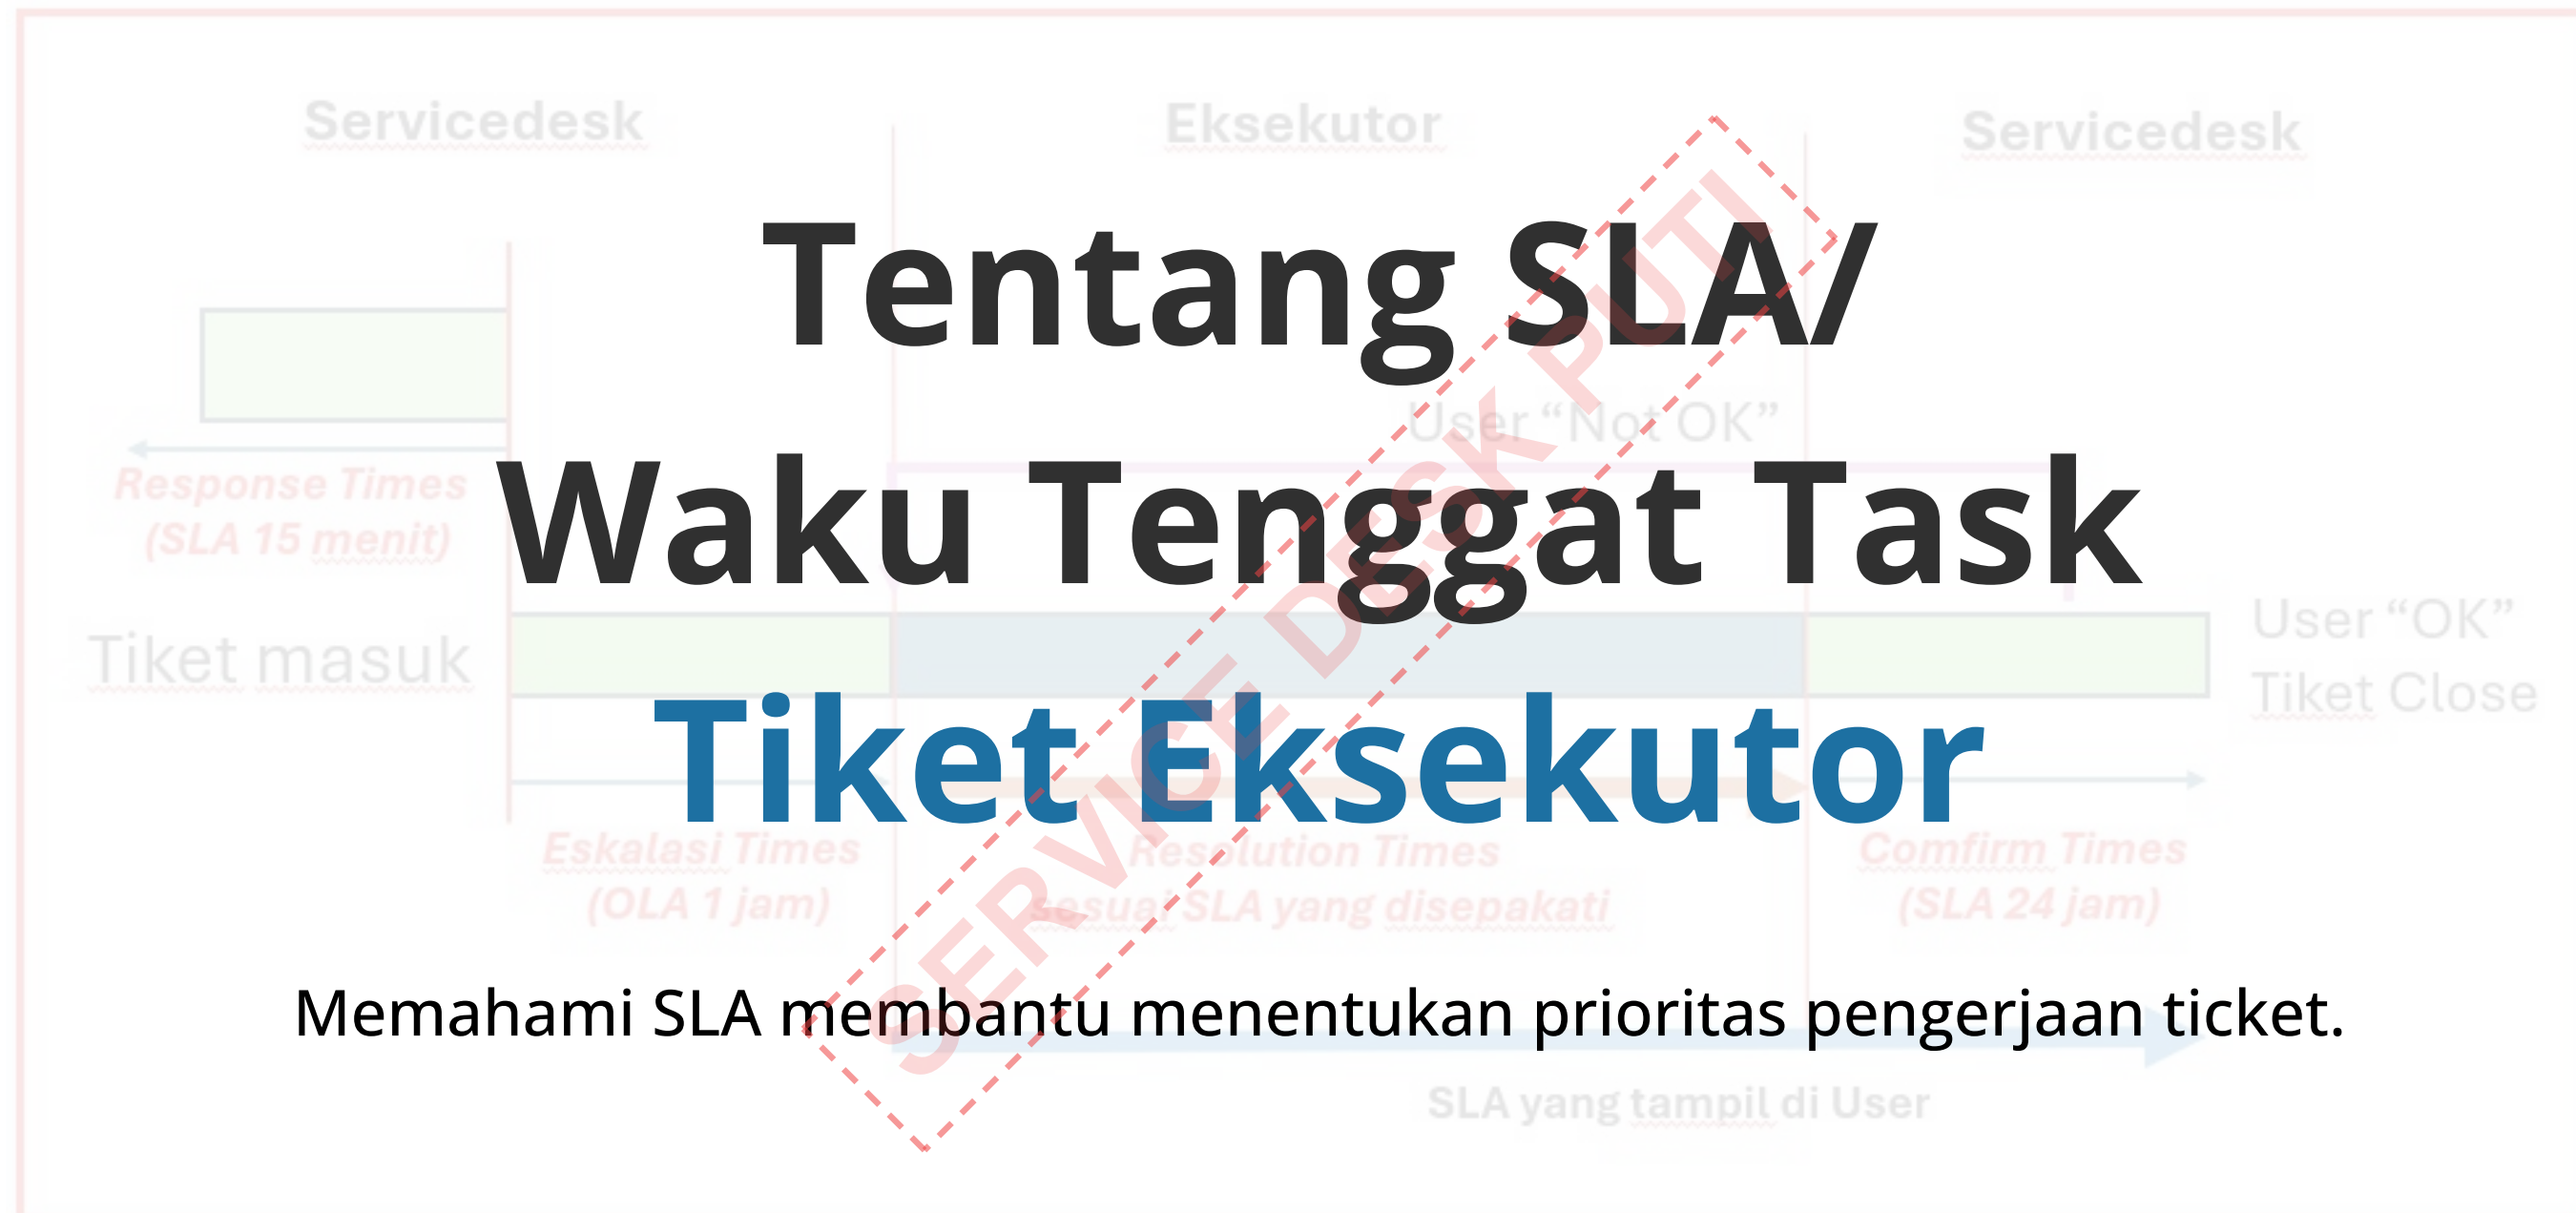 Servicedesk
Eksekutor
Servicedesk
Tentang SLA/
User “Not OK”
Response Times
(SLA 15 menit)
Waku Tenggat Task
Tiket masuk
User “OK”
Tiket Close
Tiket Eksekutor
Eskalasi Times
(OLA 1 jam)
Resolution Times
sesuai SLA yang disepakati
Comfirm Times
(SLA 24 jam)
Memahami SLA membantu menentukan prioritas pengerjaan ticket.
SLA yang tampil di User
SERVICE DESK PUTI